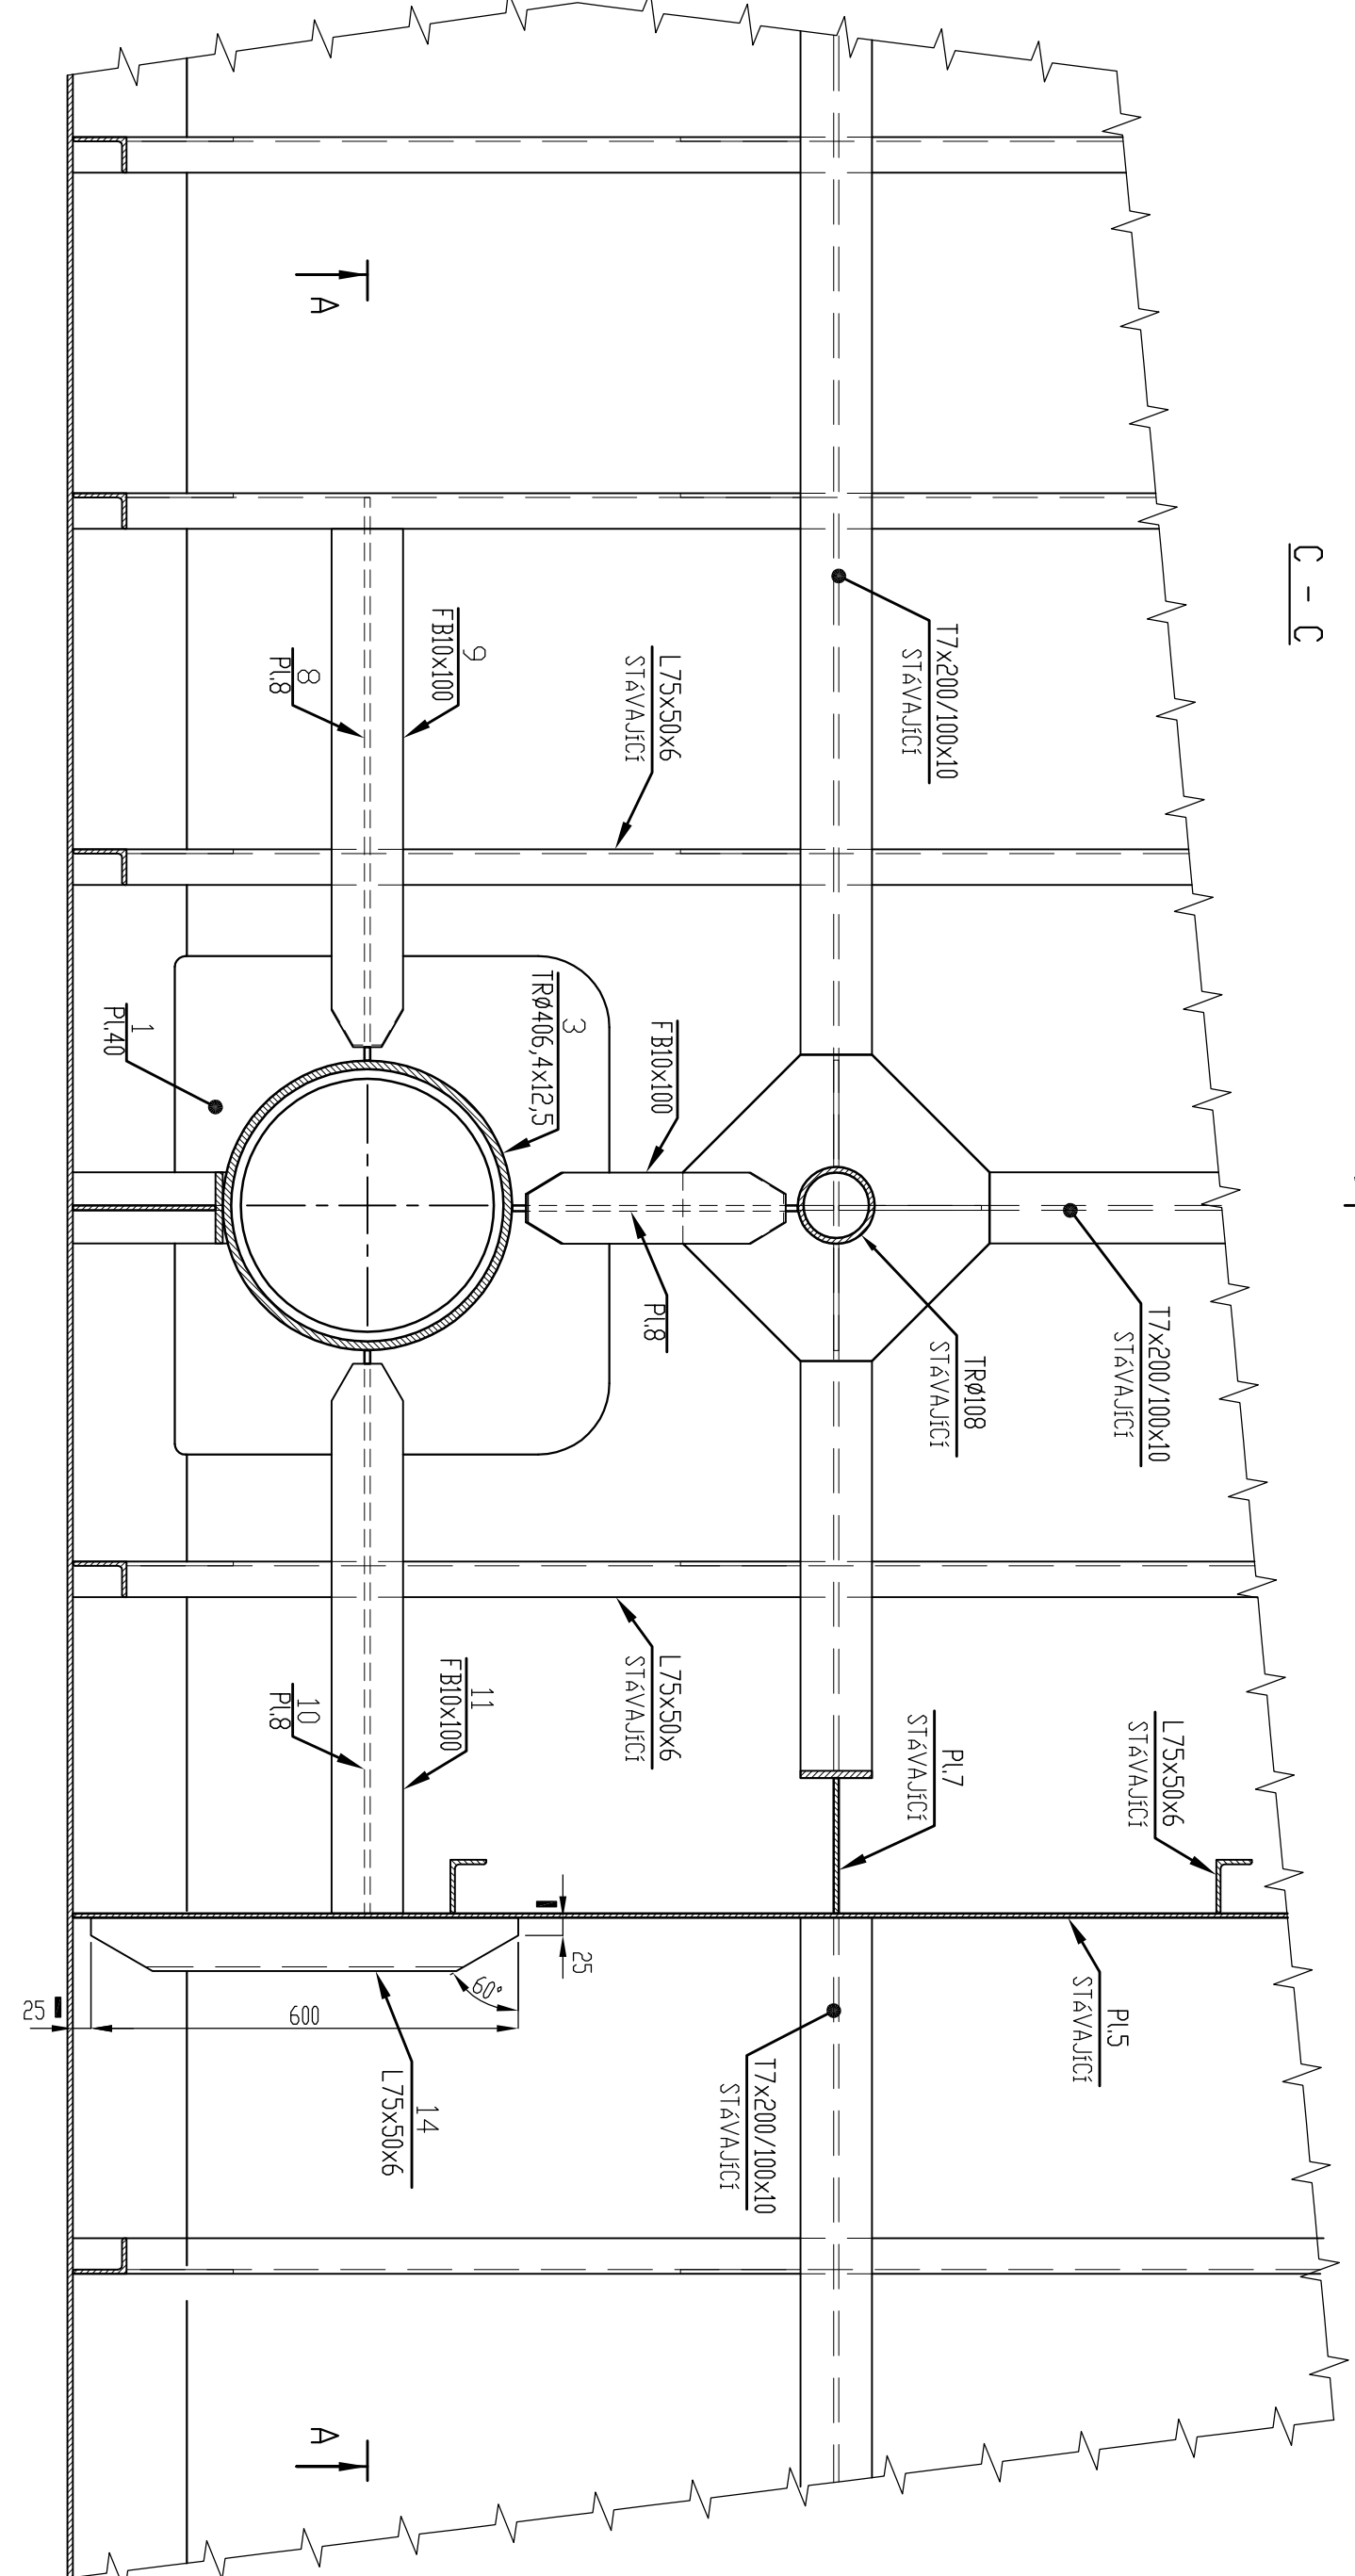 C - C
A
T7x200/100x10
STÁVAJÍCÍ
L75x50x6
STÁVAJÍCÍ
9
FB10x100
8
Pl.8
3
TRØ406,4x12,5
FB10x100
1
Pl.40
Pl.8
T7x200/100x10
STÁVAJÍCÍ
TRØ108
STÁVAJÍCÍ
L75x50x6
STÁVAJÍCÍ
11
FB10x100
10
Pl.8
L75x50x6
STÁVAJÍCÍ
Pl.7
STÁVAJÍCÍ
25
60°
600
25
Pl.5
STÁVAJÍCÍ
T7x200/100x10
STÁVAJÍCÍ
14
L75x50x6
A